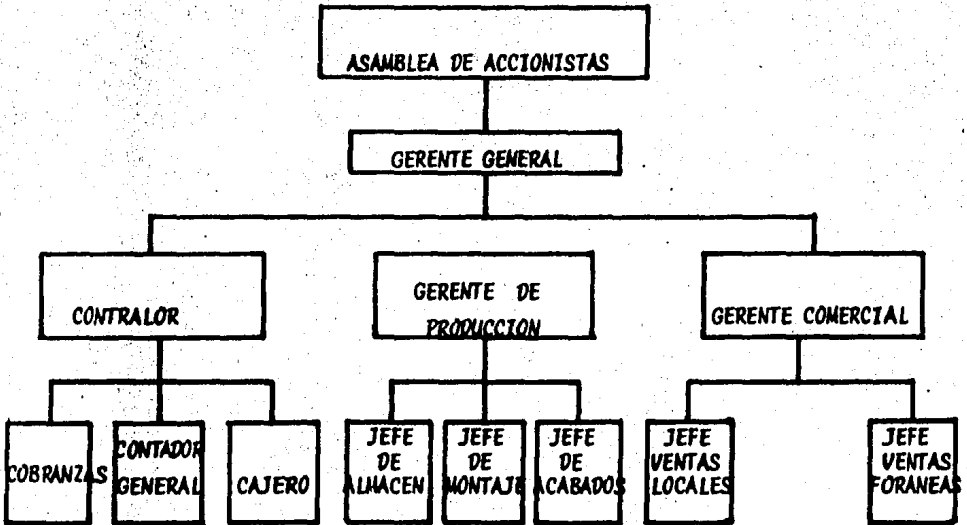 ASAMBLEA DE ACCIONISTAS
GERENTE GENERAL
CONTRALOR
GERENTE DE
PRODUCCION
GERENTE COMERCIAL
COBRANZAS
CONTADOR
GENERAL
CAJERO
JEFE
DE
ALMACEN
JEFE
DE
MONTAJE
JEFE
DE
ACABADOS
JEFE
VENTAS
LOCALES
JEFE
VENTAS
FORANEAS